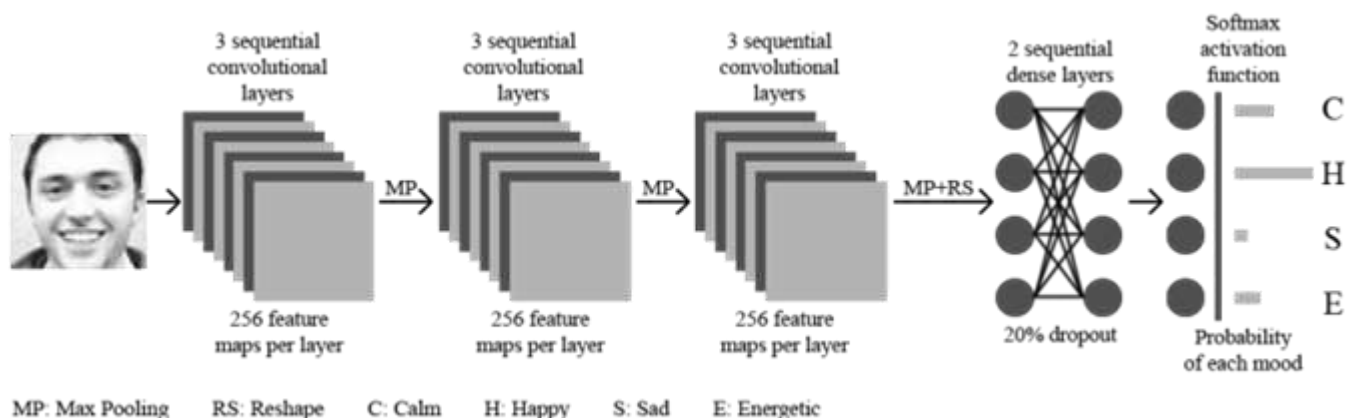 3 sequential
convolutional
layers
3 sequential
convolutional
layers
3 sequential
convolutional
layers
2 sequential
dense layers
Softmax
activation
function
MP
MP
MP+RS
C
H
S
E
256 feature
maps per layer
256 feature
maps per layer
256 feature
maps per layer
20% dropout
Probability
of each mood
MP: Max Pooling RS: Reshape C: Calm H: Happy S: Sad E: Energetic